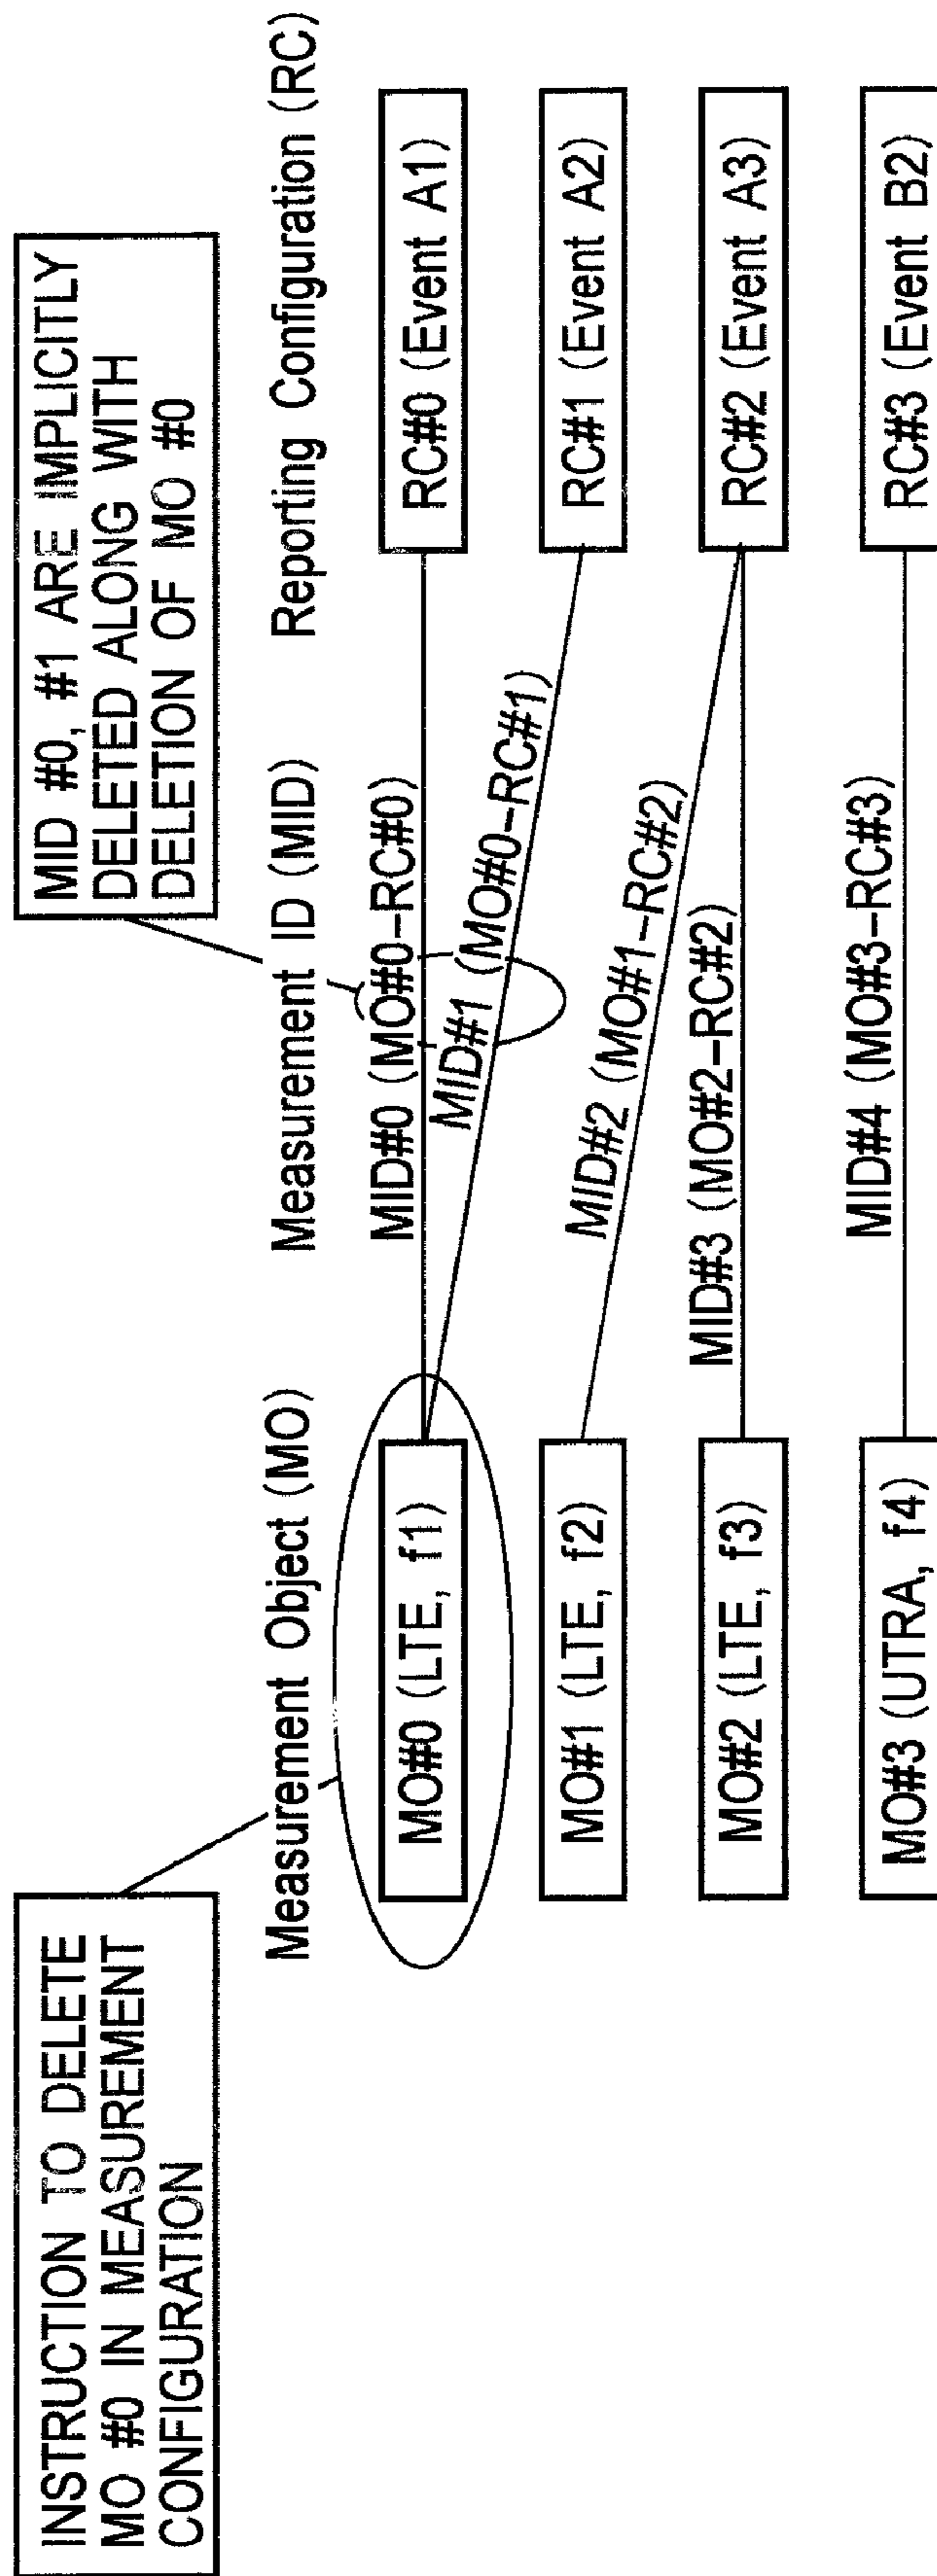 INSTRUCTION TO DELETE
MO #0 IN MEASUREMENT
CONFIGURATION
MID #0, #1 ARE IMPLICITLY
DELETED ALONG WITH
DELETION OF MO #0
Measurement Object (MO)
Measurement ID (MID)
Reporting Configuration (RC)
MO#0 (LTE, f1)
MID#0 (MO#0-RC#0)
RC#0 (Event A1)
MID#1 (MO#0-RC#1)
MO#1 (LTE, f2)
RC#1 (Event A2)
MID#2 (MO#1-RC#2)
MO#2 (LTE, f3)
MID#3 (MO#2-RC#2)
RC#2 (Event A3)
MO#3 (UTRA, f4)
MID#4 (MO#3-RC#3)
RC#3 (Event B2)